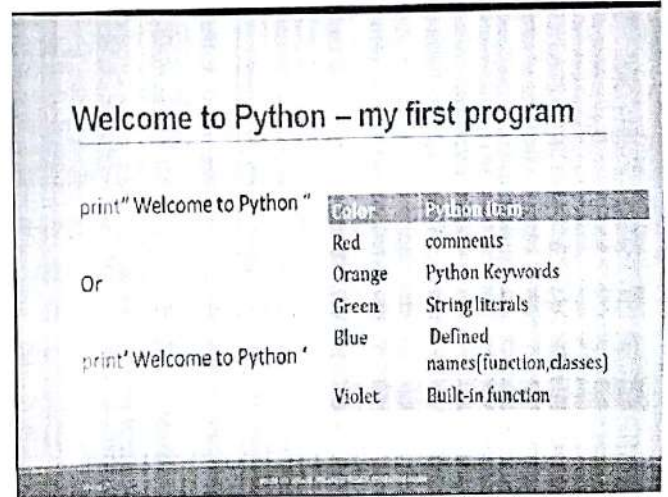 Welcome to Python – my first program
print" Welcome to Python "
Or
print' Welcome to Python '
Color Python Item
Red comments
Orange Python Keywords
Green String literals
Blue Defined
names(function,classes)
Violet Built-in function